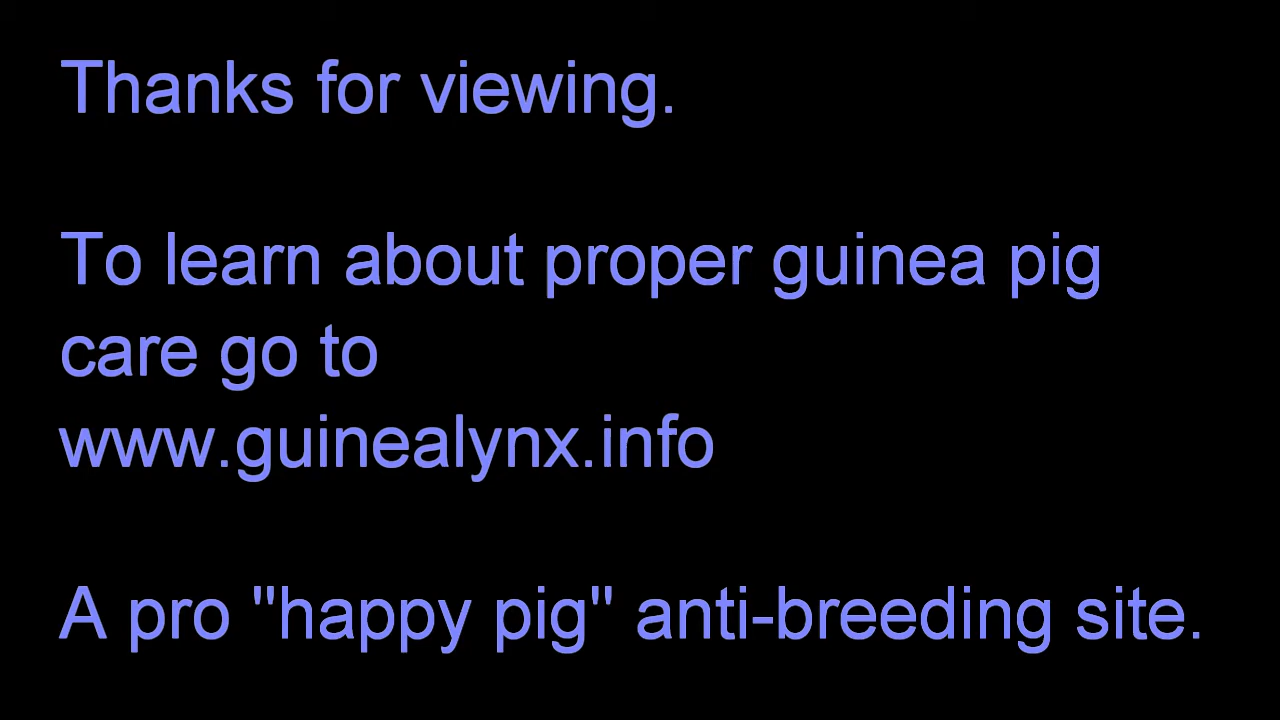 Thanks for viewing.
To learn about proper guinea pig
care go to
www.guinealynx.info
A pro "happy pig" anti-breeding site.